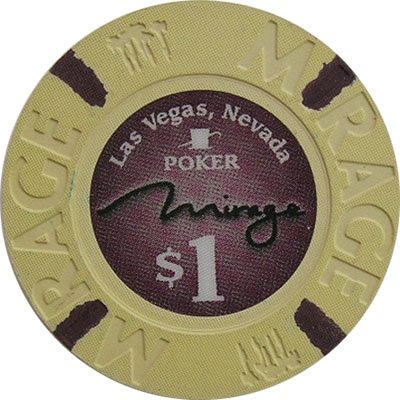 MIRAGE
MIRAGE
Las Vegas, Nevada
POKER
Mirage
$1